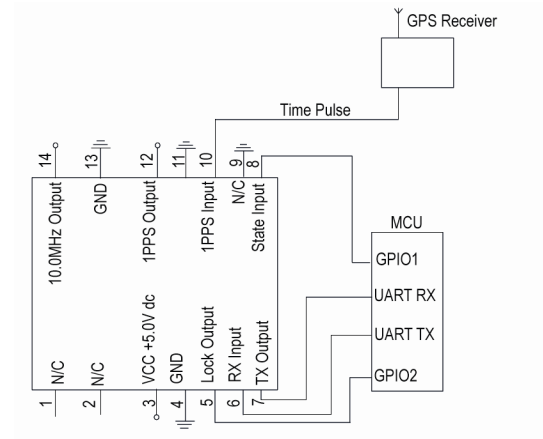 GPS Receiver
Time Pulse
14
13
12
11
10
9
8
10.0MHz Output
GND
1PPS Output
1PPS Input
N/C
State Input
MCU
GPIO1
UART RX
UART TX
GPIO2
N/C
N/C
VCC +5.0V dc
GND
Lock Output
RX Input
TX Output
1
2
3
4
5
6
7